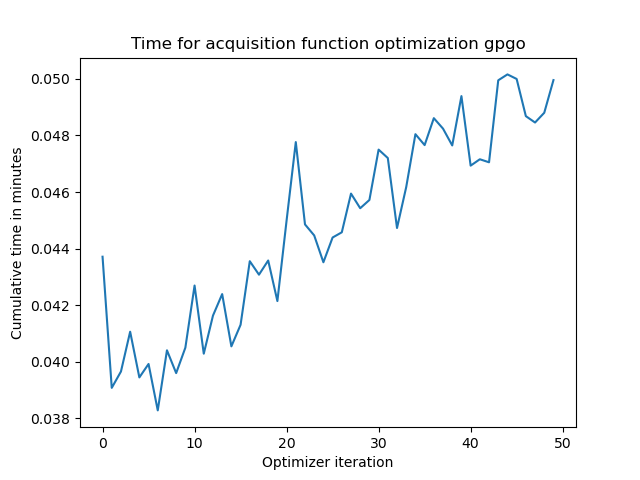 Time for acquisition function optimization gpgo
0.050
0.048
0.046
0.044
0.042
0.040
0.038
Cumulative time in minutes
0 10 20 30 40 50
Optimizer iteration